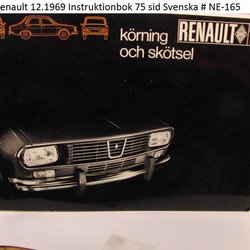 enault 12.1969 Instruktionbok 75 sid Svenska # NE-165
körning
och skötsel
RENAULT